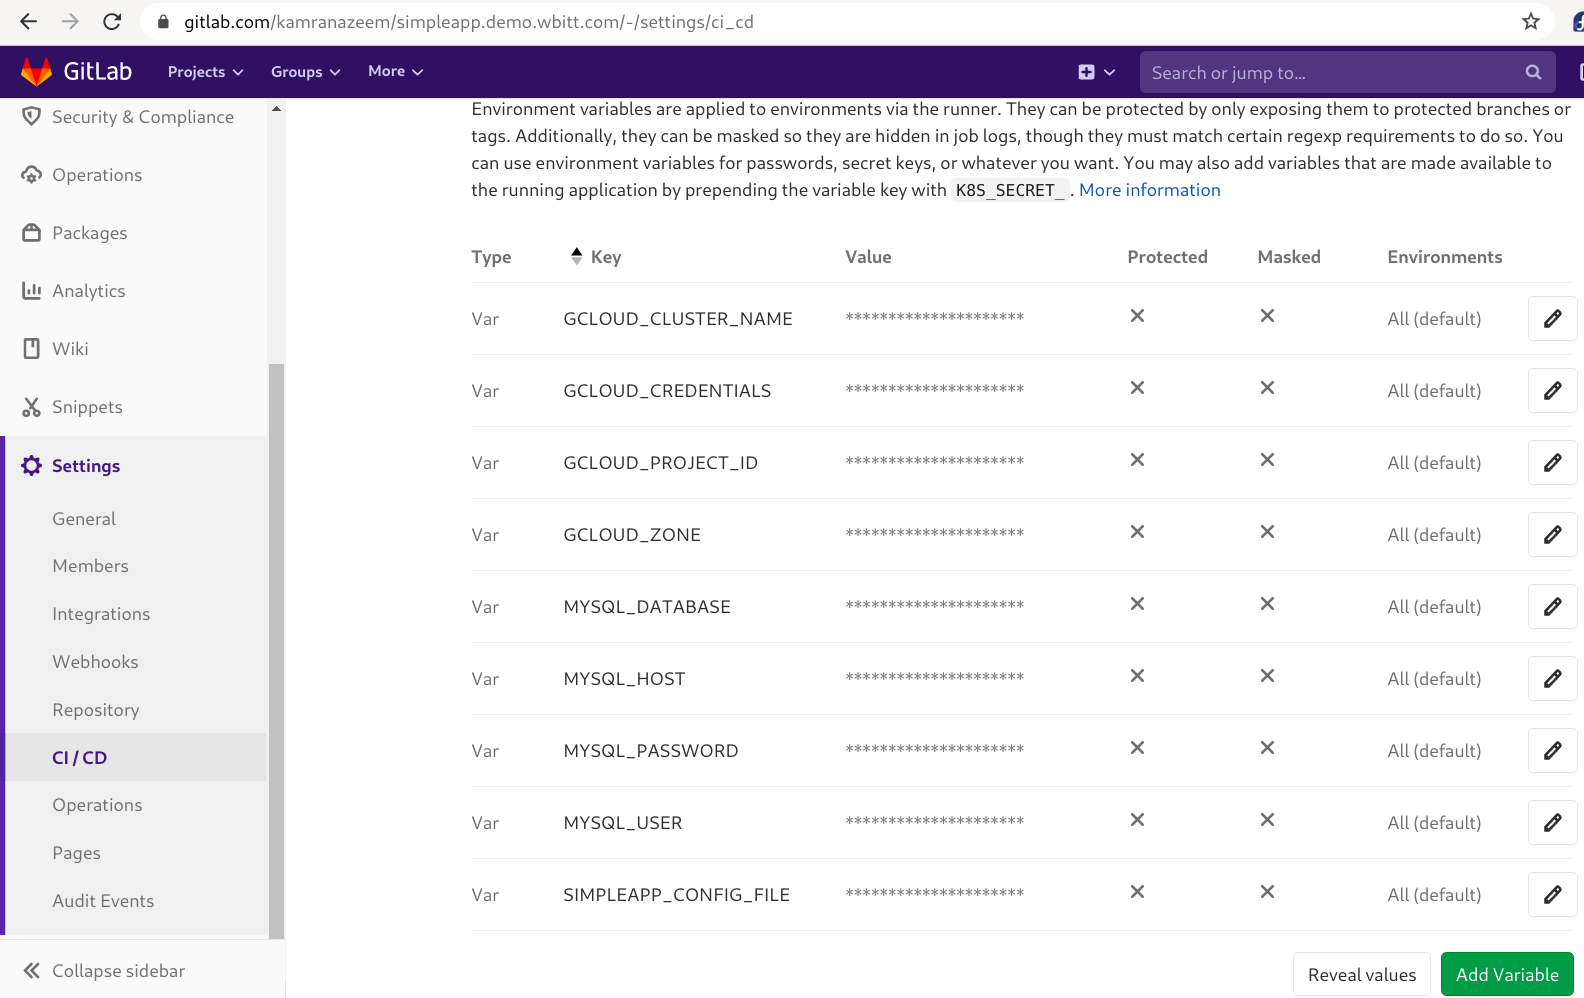 gitlab.com/kamranazeem/simpleapp.demo.wbitt.com/-/settings/ci_cd
GitLab Projects Groups More Search or jump to...
Security & Compliance
Operations
Packages
Analytics
Wiki
Snippets
Settings
General
Members
Integrations
Webhooks
Repository
CI / CD
Operations
Pages
Audit Events
Collapse sidebar
Environment variables are applied to environments via the runner. They can be protected by only exposing them to protected branches or
tags. Additionally, they can be masked so they are hidden in job logs, though they must match certain regexp requirements to do so. You
can use environment variables for passwords, secret keys, or whatever you want. You may also add variables that are made available to
the running application by prepending the variable key with K8S_SECRET_. More information
Type Key Value Protected Masked Environments
Var GCLOUD_CLUSTER_NAME ********************* All (default)
Var GCLOUD_CREDENTIALS ********************* All (default)
Var GCLOUD_PROJECT_ID ********************* All (default)
Var GCLOUD_ZONE ********************* All (default)
Var MYSQL_DATABASE ********************* All (default)
Var MYSQL_HOST ********************* All (default)
Var MYSQL_PASSWORD ********************* All (default)
Var MYSQL_USER ********************* All (default)
Var SIMPLEAPP_CONFIG_FILE ********************* All (default)
Reveal values Add Variable